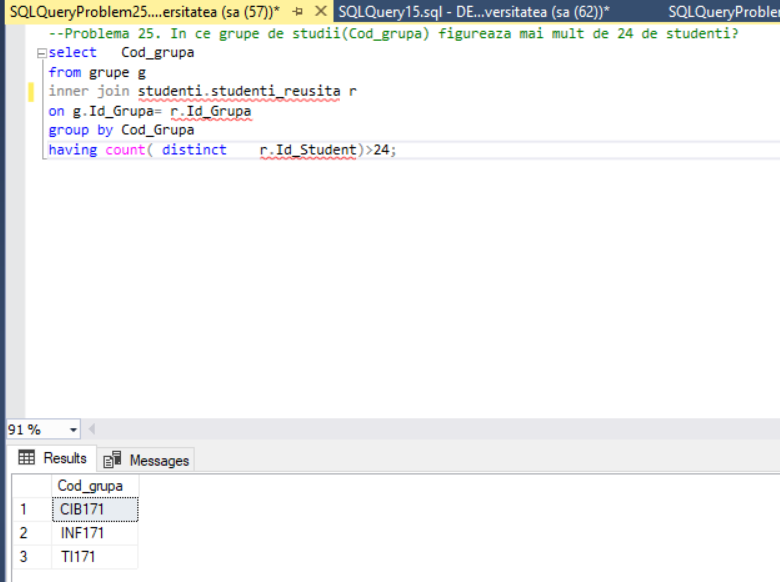 SQLQueryProblem25....ersitatea (sa (57))* SQLQuery15.sql - DE...versitatea (sa (62))* SQLQueryProble
--Problema 25. In ce grupe de studii(Cod_grupa) figureaza mai mult de 24 de studenti?
select Cod_grupa
from grupe g
inner join studenti.studenti_reusita r
on g.Id_Grupa= r.Id_Grupa
group by Cod_Grupa
having count( distinct r.Id_Student)>24;
91 %
Results Messages
Cod_grupa
1 CIB171
2 INF171
3 TI171